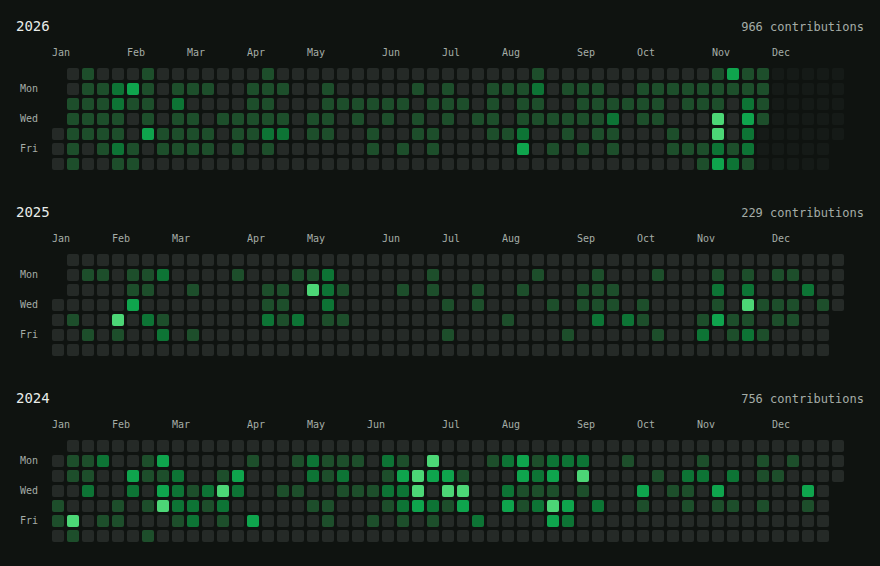 2026 966 contributions
Jan Feb Mar Apr May Jun Jul Aug Sep Oct Nov Dec
Mon
Wed
Fri
2025 229 contributions
Jan Feb Mar Apr May Jun Jul Aug Sep Oct Nov Dec
Mon
Wed
Fri
2024 756 contributions
Jan Feb Mar Apr May Jun Jul Aug Sep Oct Nov Dec
Mon
Wed
Fri